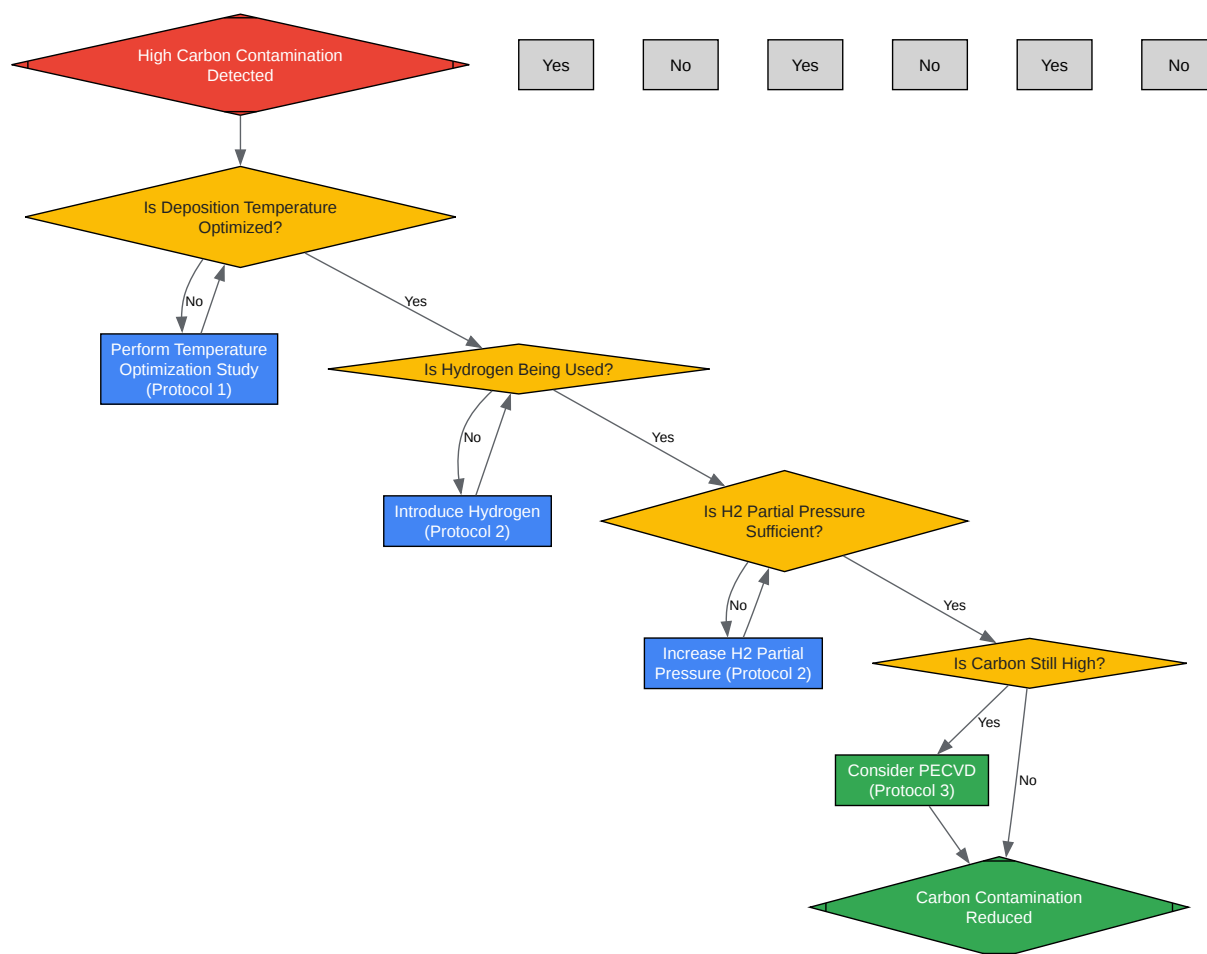 High Carbon Contamination
Detected
Yes
No
Yes
No
Yes
No
Is Deposition Temperature
Optimized?
No
Yes
Perform Temperature
Optimization Study
(Protocol 1)
Is Hydrogen Being Used?
No
Yes
Introduce Hydrogen
(Protocol 2)
Is H2 Partial Pressure
Sufficient?
No
Yes
Increase H2 Partial
Pressure (Protocol 2)
Is Carbon Still High?
Yes
No
Consider PECVD
(Protocol 3)
Carbon Contamination
Reduced